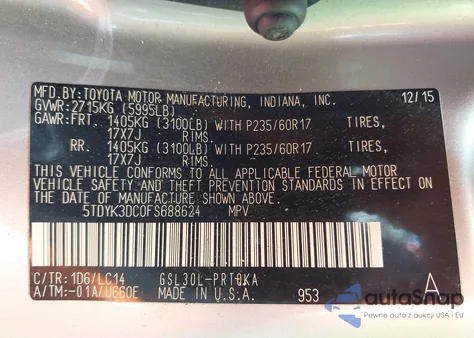 MFD.BY:TOYOTA MOTOR MANUFACTURING, INDIANA, INC. 12/15
GVWR:2715KG (5995LB)
GAWR:FRT. 1405KG (3100LB) WITH P235/60R17 TIRES,
17X7J RIMS
RR. 1405KG (3100LB) WITH P235/60R17 TIRES,
17X7J RIMS
THIS VEHICLE CONFORMS TO ALL APPLICABLE FEDERAL MOTOR
VEHICLE SAFETY AND THEFT PREVENTION STANDARDS IN EFFECT ON
THE DATE OF MANUFACTURE SHOWN ABOVE.
5TDYK3DC0FS688624 MPV
C/TR:1D6/LC14 GSL30L-PRTQKA A
A/TM:-01A/U660E MADE IN U.S.A. 953
autoSnap
Pewne auta z aukcji USA i EU